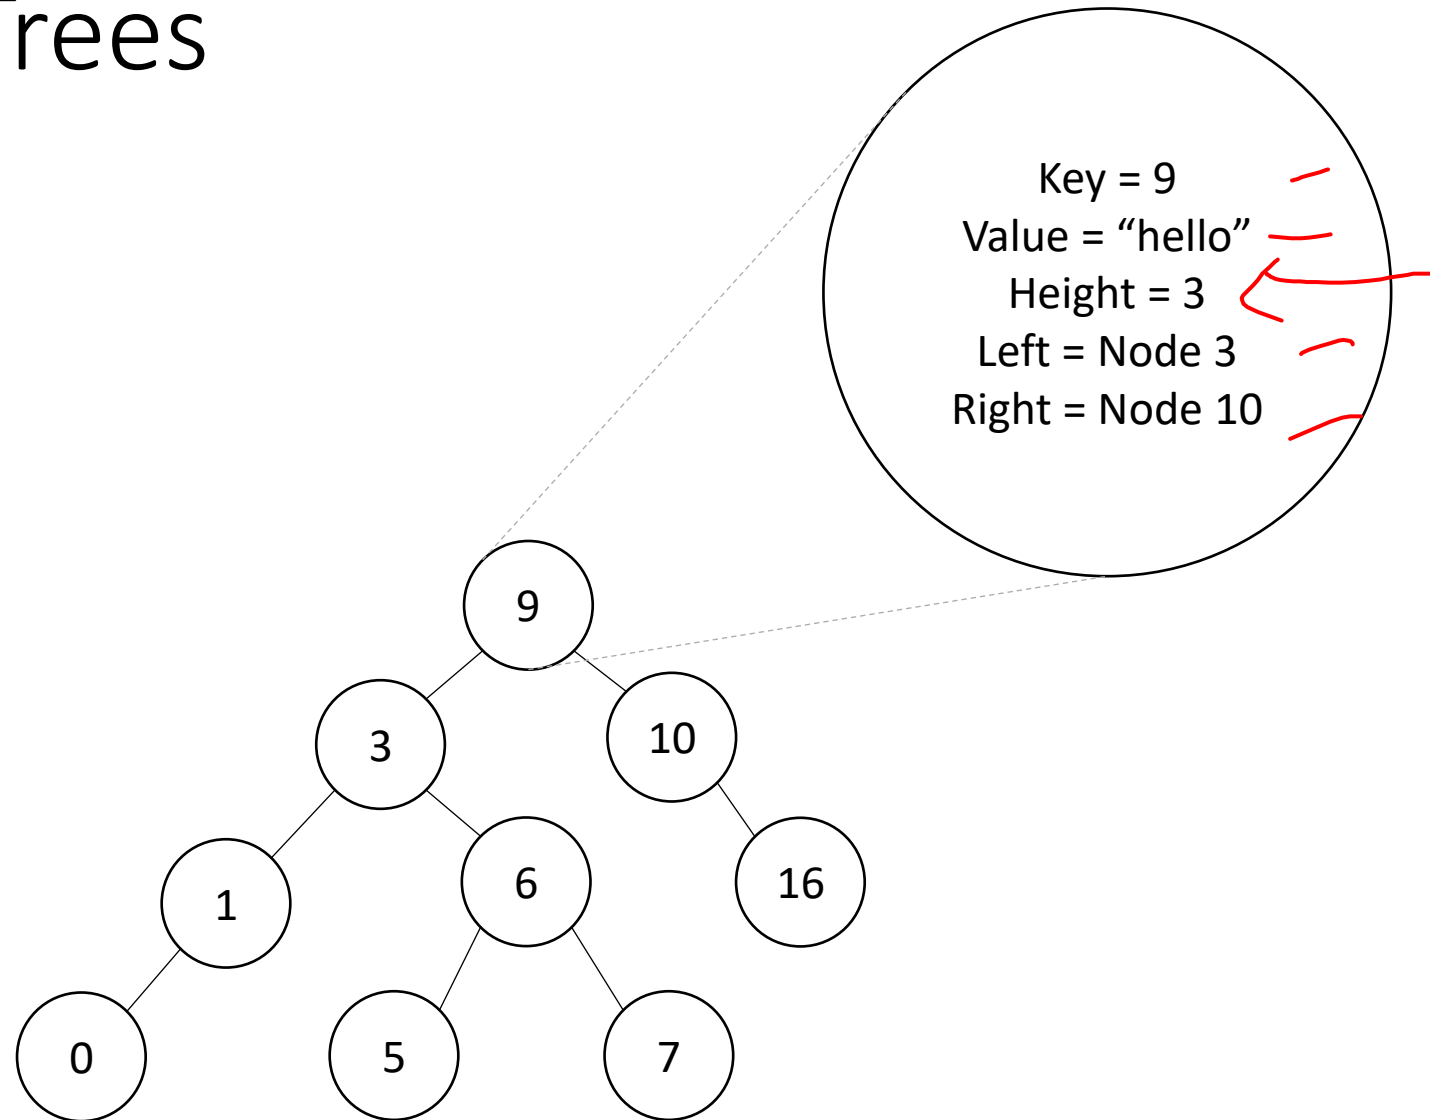 Trees
Key = 9
Value = “hello”
Height = 3
Left = Node 3
Right = Node 10
9
3
10
1
6
16
0
5
7